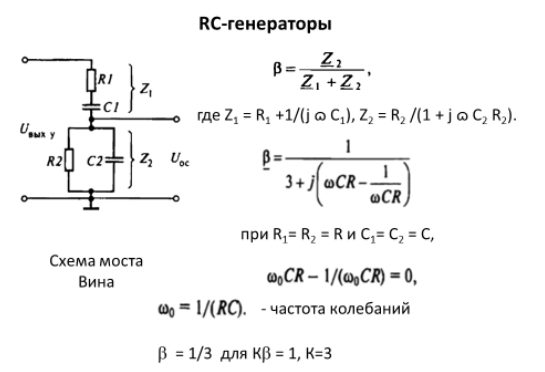 RC-генераторы
R1
Z₁
C1
U вых у
R2
C2
Z₂
U ос
β = Z₂ / (Z₁ + Z₂),
где Z₁ = R₁ +1/(j ω C₁), Z₂ = R₂ /(1 + j ω C₂ R₂).
β = 1 / (3 + j(ωCR − 1/ωCR))
при R₁= R₂ = R и C₁= C₂ = C,
Схема моста
Вина
ω₀CR − 1/(ω₀CR) = 0,
ω₀ = 1/(RC). - частота колебаний
β = 1/3 для Kβ = 1, K=3